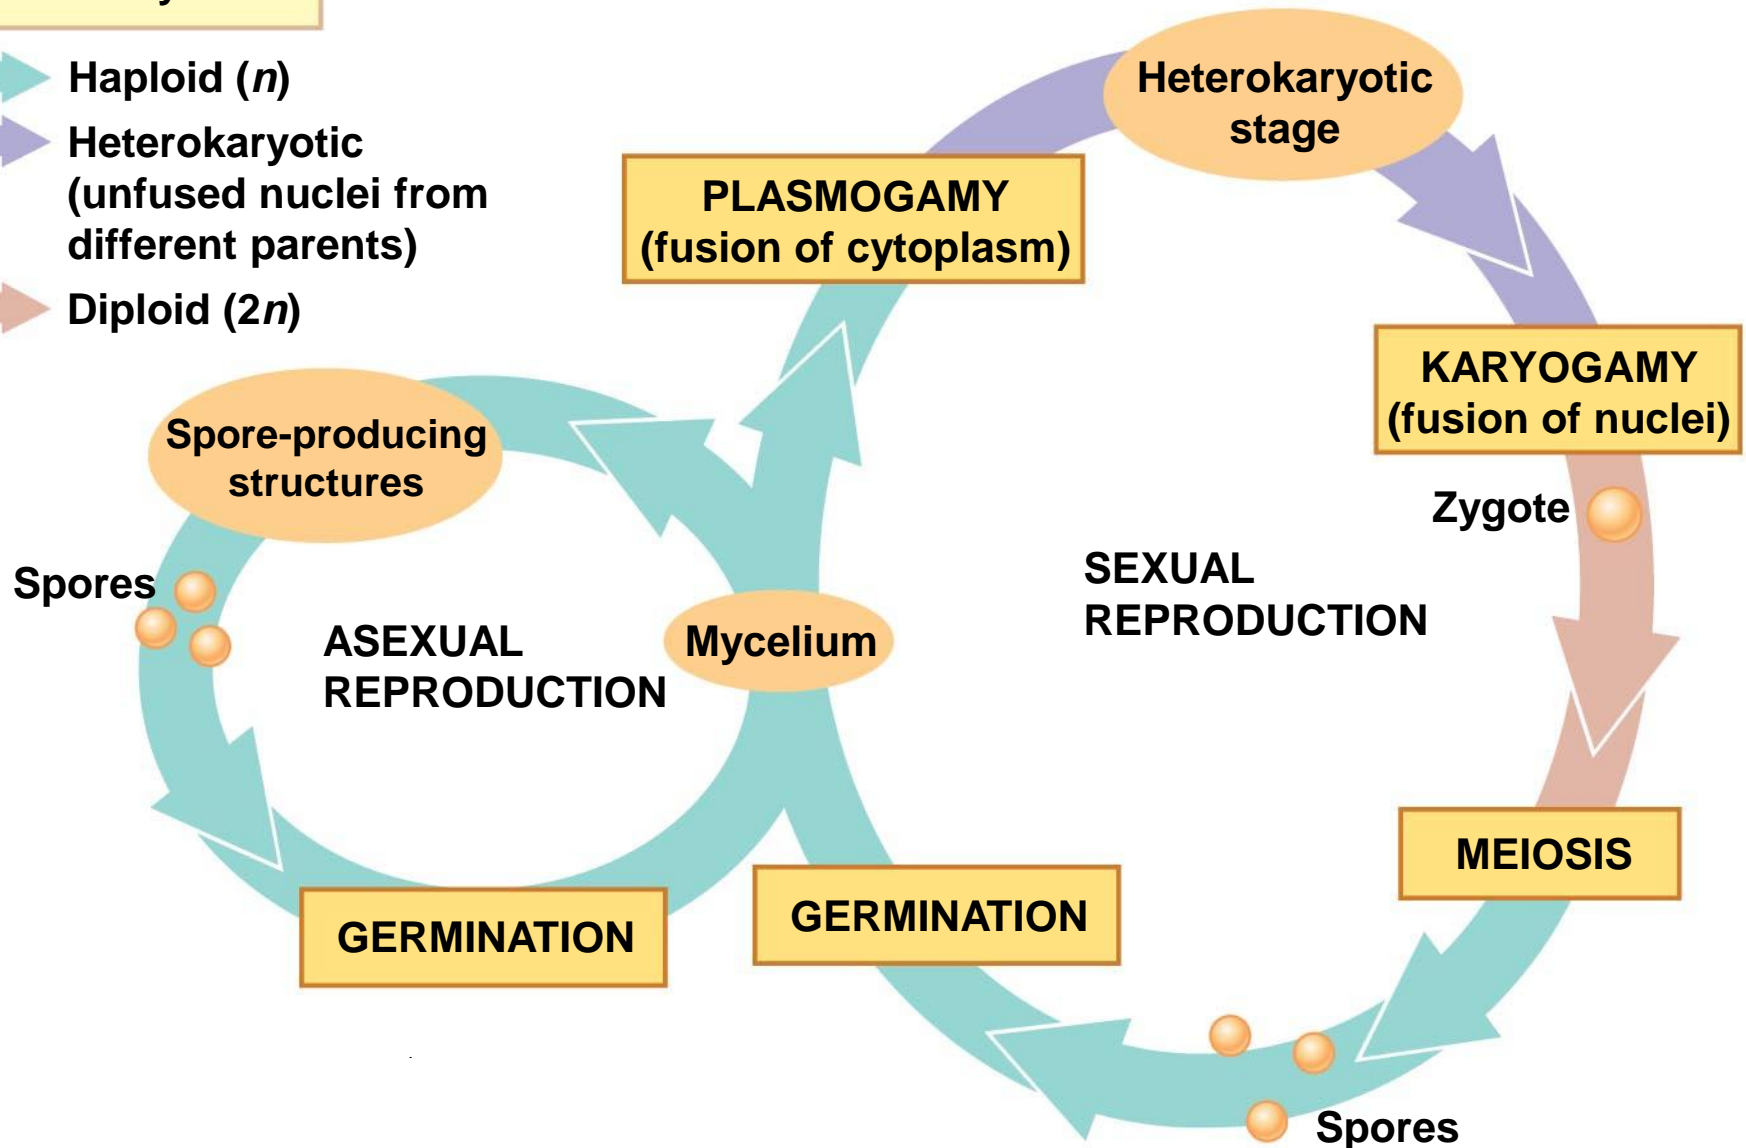 Haploid (n)
Heterokaryotic
(unfused nuclei from
different parents)
Diploid (2n)
Heterokaryotic
stage
PLASMOGAMY
(fusion of cytoplasm)
KARYOGAMY
(fusion of nuclei)
Spore-producing
structures
Zygote
Spores
SEXUAL
REPRODUCTION
ASEXUAL
REPRODUCTION
Mycelium
MEIOSIS
GERMINATION
GERMINATION
Spores